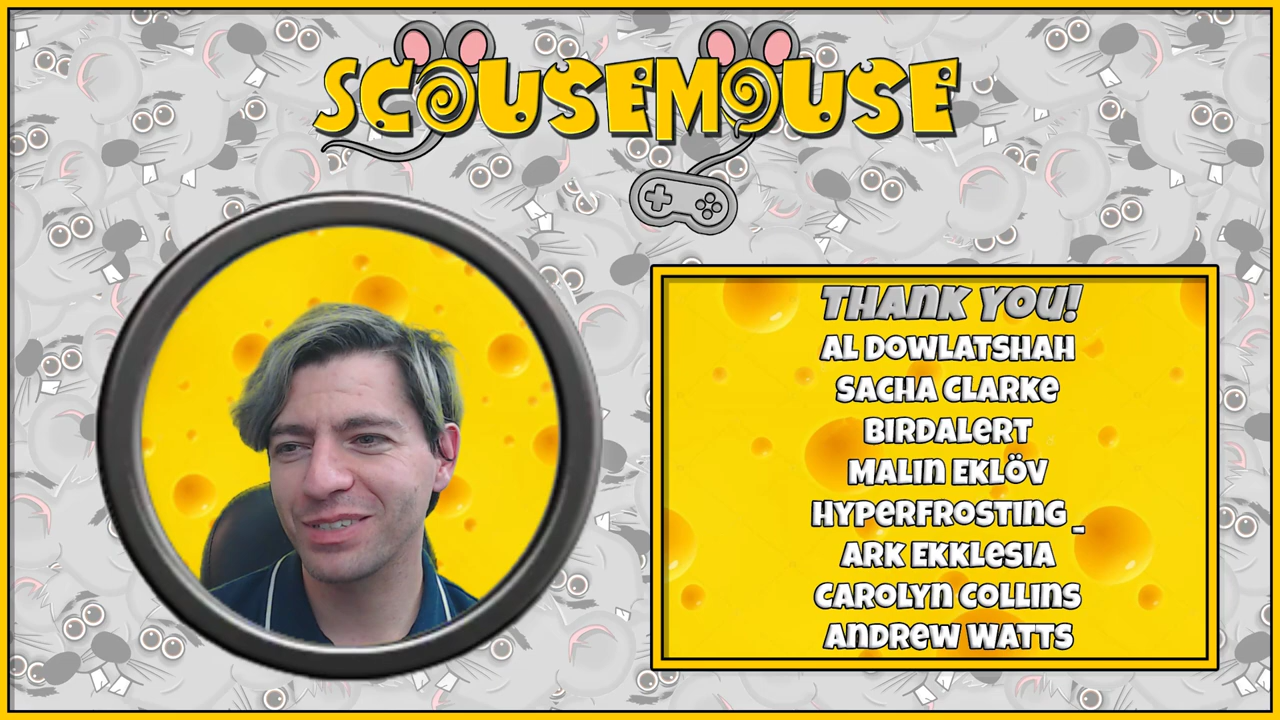 SCOUSEMOUSE
THANK YOU!
AL DOWLATSHAH
SACHA CLARKE
BIRDALERT
MALIN EKLÖV
HYPERFROSTING_
ARK EKKLESIA
CAROLYN COLLINS
ANDREW WATTS